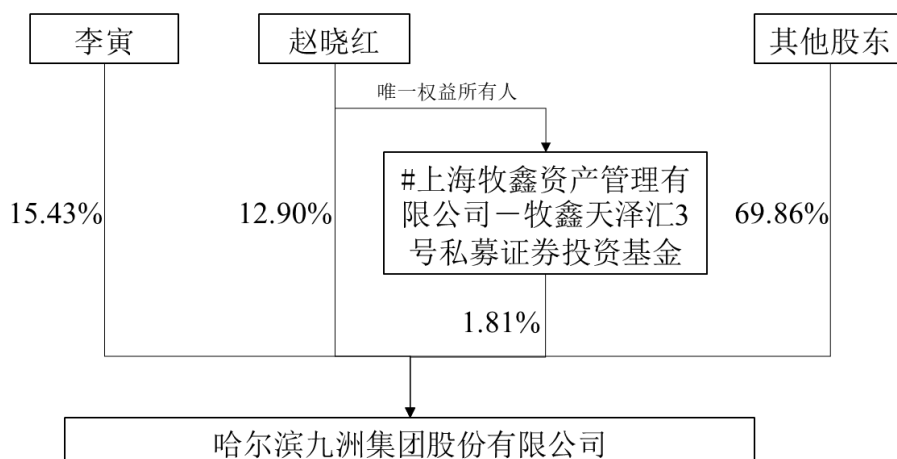 李寅
赵晓红
其他股东
唯一权益所有人
#上海牧鑫资产管理有
限公司－牧鑫天泽汇3
号私募证券投资基金
15.43%
12.90%
69.86%
1.81%
哈尔滨九洲集团股份有限公司